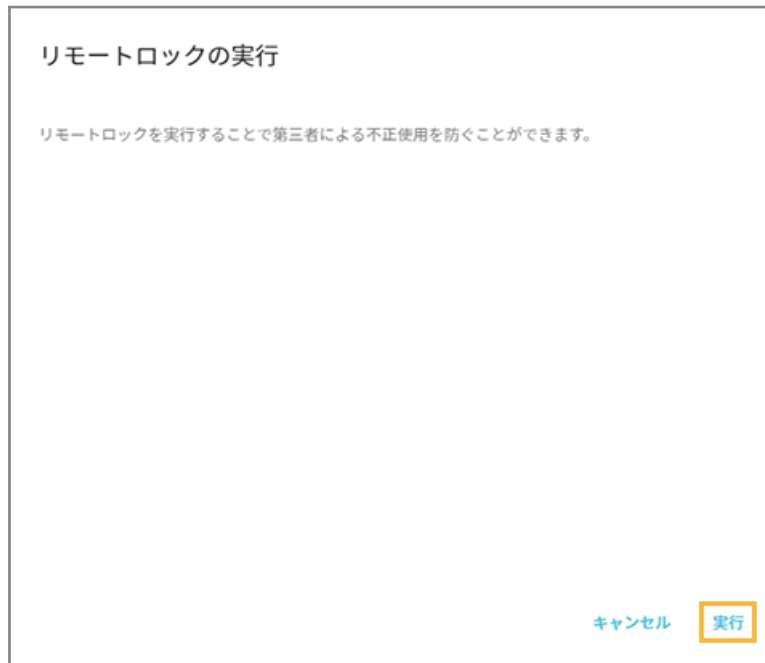 リモートロックの実行
リモートロックを実行することで第三者による不正使用を防ぐことができます。
キャンセル 実行